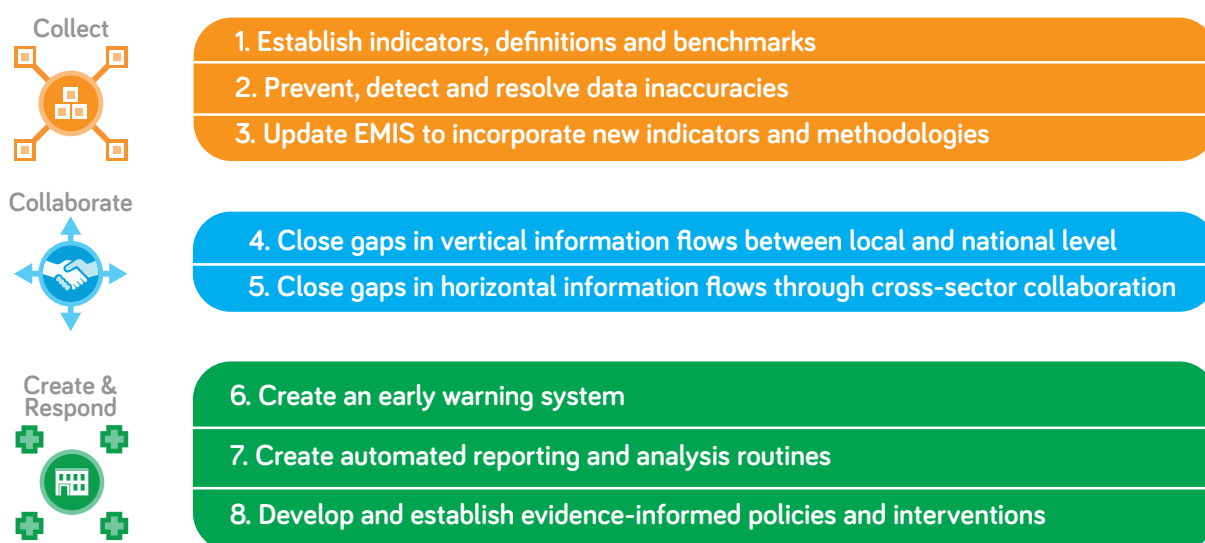 Collect
1. Establish indicators, definitions and benchmarks
2. Prevent, detect and resolve data inaccuracies
3. Update EMIS to incorporate new indicators and methodologies
Collaborate
4. Close gaps in vertical information flows between local and national level
5. Close gaps in horizontal information flows through cross-sector collaboration
Create &
Respond
6. Create an early warning system
7. Create automated reporting and analysis routines
8. Develop and establish evidence-informed policies and interventions